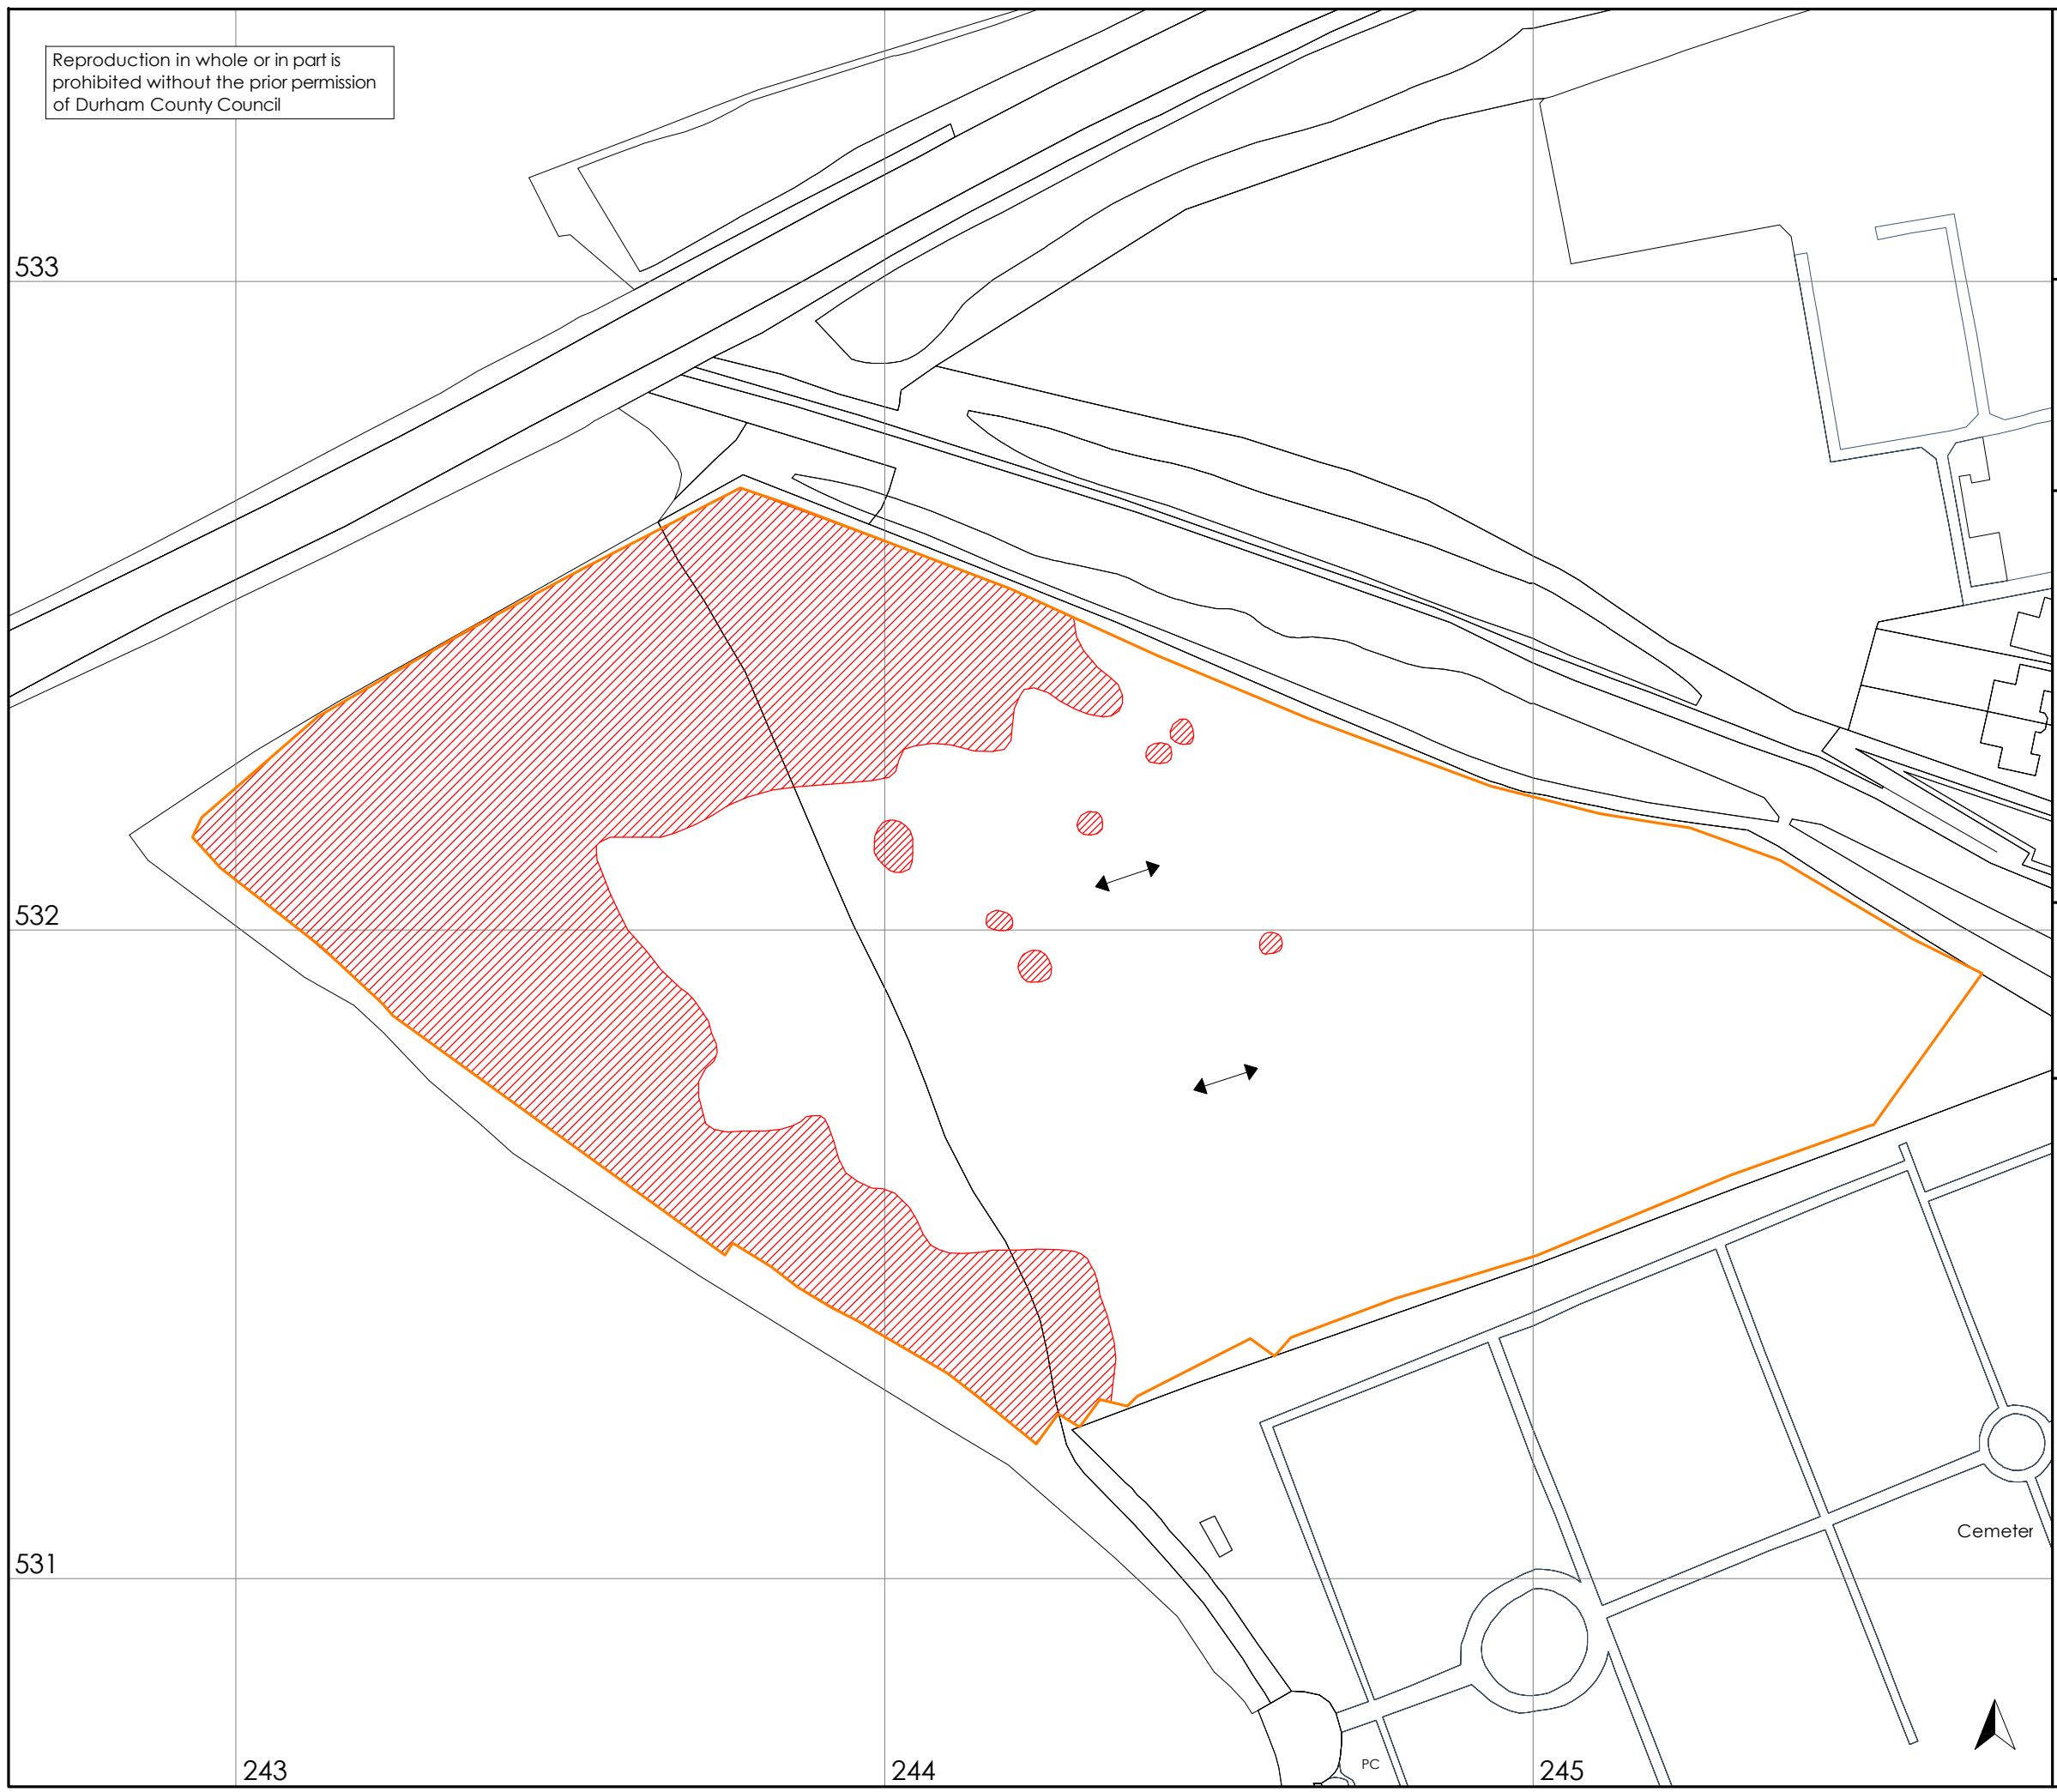 Reproduction in whole or in part is
prohibited without the prior permission
of Durham County Council
533
532
531
Cemeter
243
244
245
PC